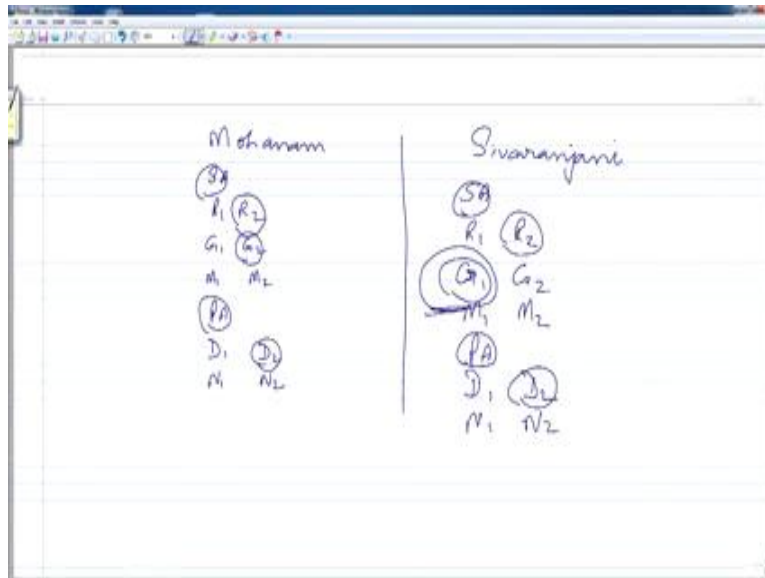 Mohanam
SA
R1 R2
G1 G2
M1 M2
PA
D1 D2
N1 N2
Sivaranjani
SA
R1 R2
G1 G2
M1 M2
PA
D1 D2
N1 N2